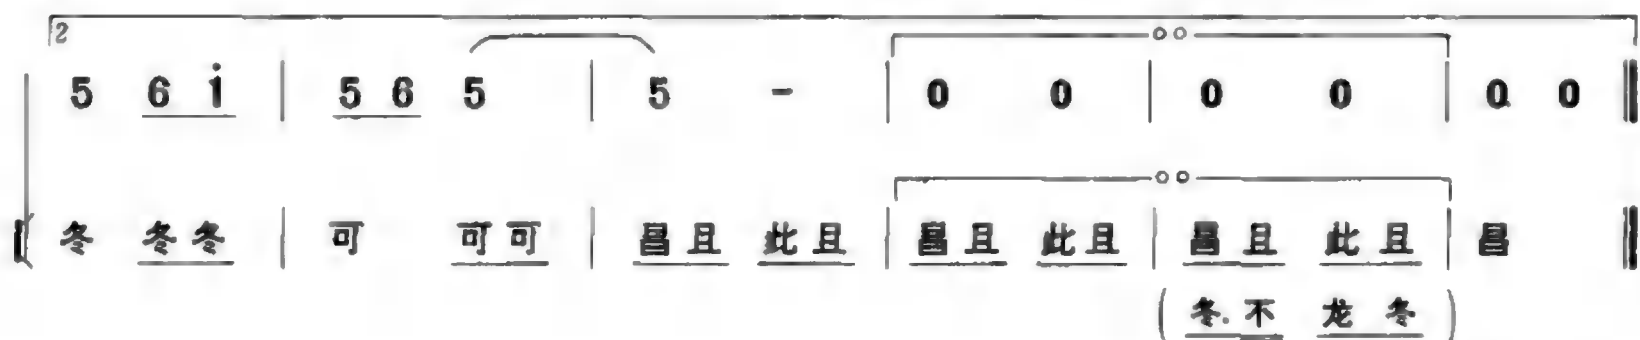 2
5 6 i | 5 6 5 | 5 - | 0 0 | 0 0 | 0 0
冬 冬冬 | 可 可可 | 昌且 此且 | 昌且 此且 | 昌且 此且 | 昌
(冬.不 龙冬)